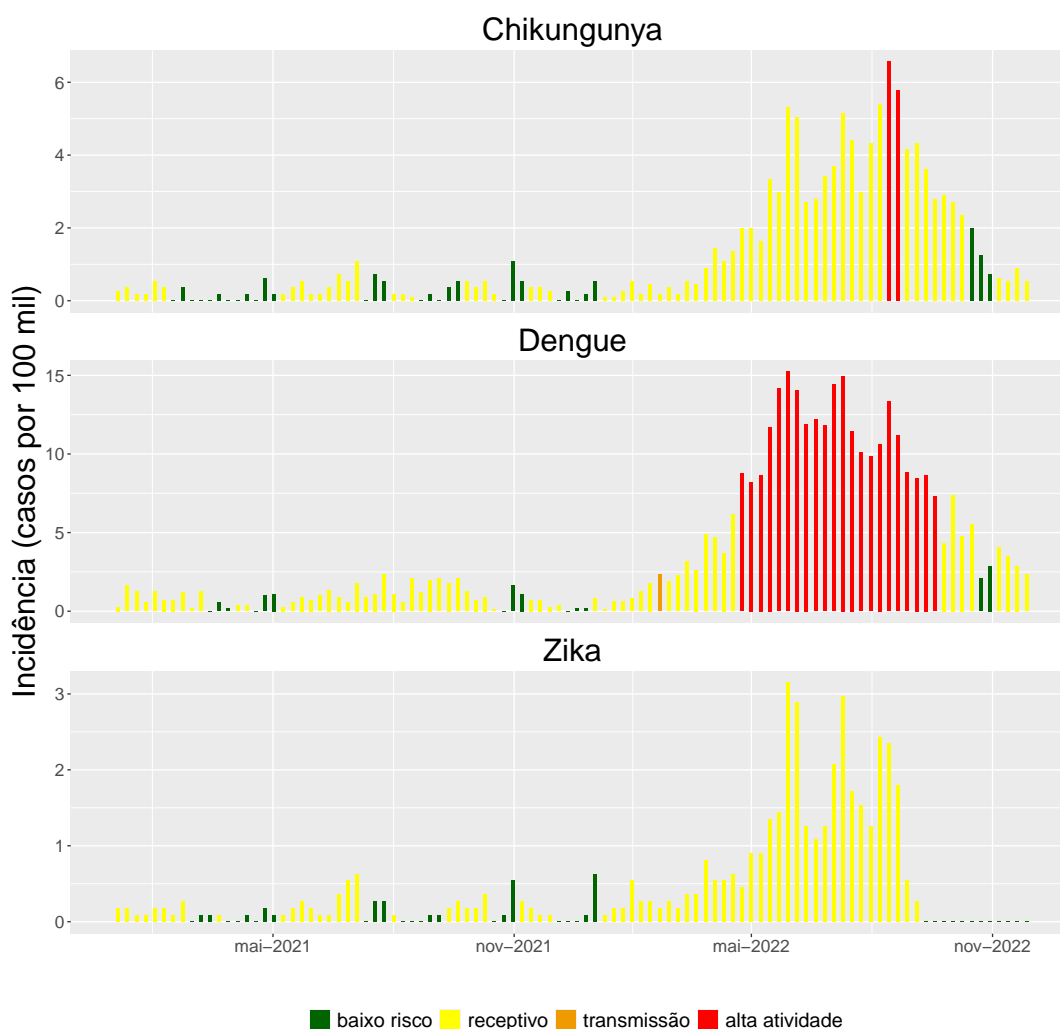 Chikungunya
6
4
2
0
Dengue
15
10
5
0
Zika
3
2
1
0
Incidência (casos por 100 mil)
mai–2021 nov–2021 mai–2022 nov–2022
baixo risco receptivo transmissão alta atividade